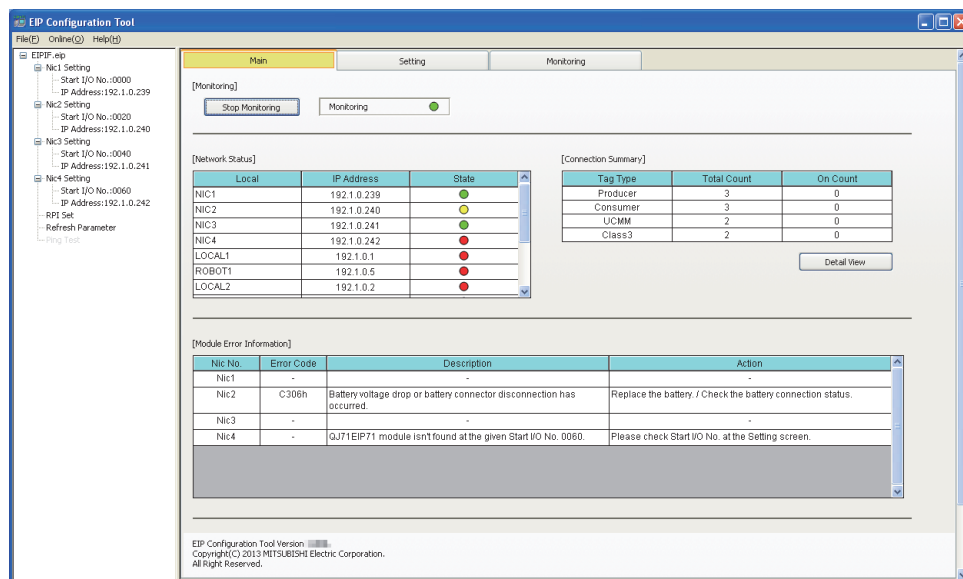 EIP Configuration Tool
File(F) Online(O) Help(H)
EIPIF.eip
Nic1 Setting
Start I/O No.:0000
IP Address:192.1.0.239
Nic2 Setting
Start I/O No.:0020
IP Address:192.1.0.240
Nic3 Setting
Start I/O No.:0040
IP Address:192.1.0.241
Nic4 Setting
Start I/O No.:0060
IP Address:192.1.0.242
RPI Set
Refresh Parameter
Ping Test
Main Setting Monitoring
[Monitoring]
Stop Monitoring Monitoring
[Network Status]
Local IP Address State
NIC1 192.1.0.239
NIC2 192.1.0.240
NIC3 192.1.0.241
NIC4 192.1.0.242
LOCAL1 192.1.0.1
ROBOT1 192.1.0.5
LOCAL2 192.1.0.2
[Connection Summary]
Tag Type Total Count On Count
Producer 3 0
Consumer 3 0
UCMM 2 0
Class3 2 0
Detail View
[Module Error Information]
Nic No. Error Code Description Action
Nic1 - - -
Nic2 C306h Battery voltage drop or battery connector disconnection has Replace the battery. / Check the battery connection status.
occurred.
Nic3 - - -
Nic4 - QJ71EIP71 module isn't found at the given Start I/O No. 0060. Please check Start I/O No. at the Setting screen.
EIP Configuration Tool Version
Copyright(C) 2013 MITSUBISHI Electric Corporation.
All Right Reserved.